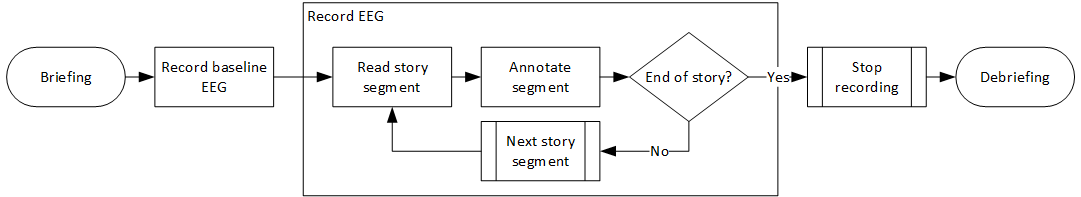 Record EEG
Briefing
Record baseline
EEG
Read story
segment
Annotate
segment
End of story?
Yes
Stop
recording
Debriefing
Next story
segment
No